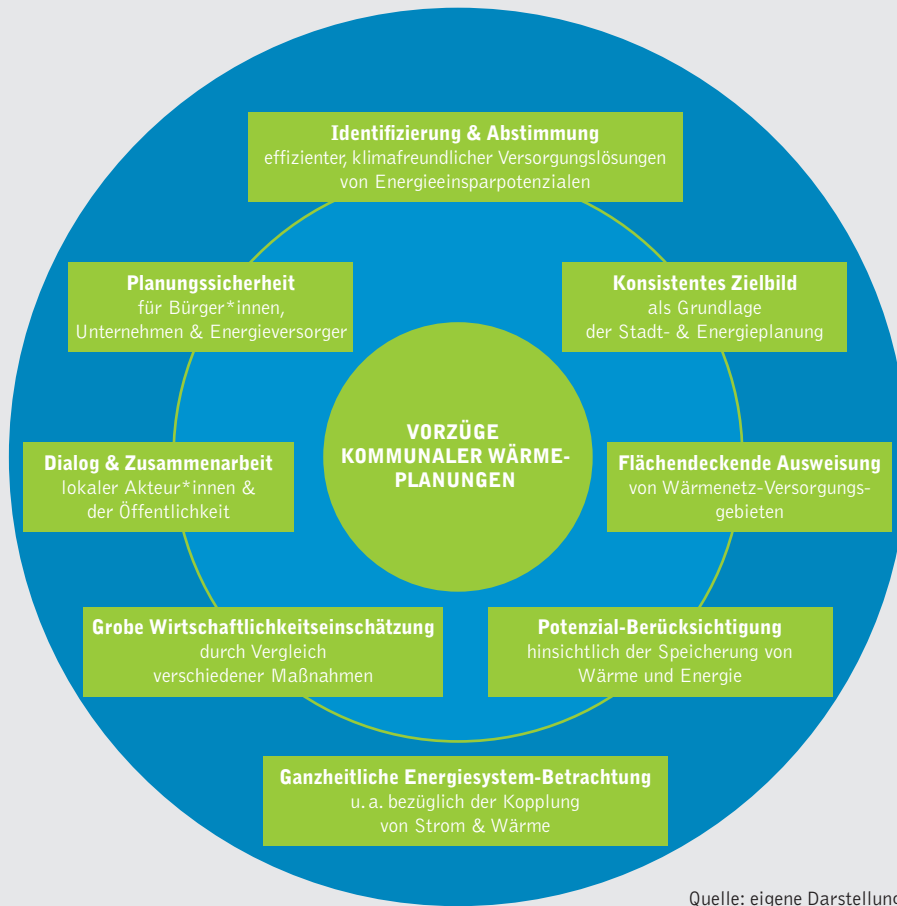 Identifizierung & Abstimmung
effizienter, klimafreundlicher Versorgungslösungen
von Energieeinsparpotenzialen
Planungssicherheit
für Bürger*innen,
Unternehmen & Energieversorger
Konsistentes Zielbild
als Grundlage
der Stadt- & Energieplanung
VORZÜGE
KOMMUNALER WÄRME-
PLANUNGEN
Dialog & Zusammenarbeit
lokaler Akteur*innen &
der Öffentlichkeit
Flächendeckende Ausweisung
von Wärmenetz-Versorgungs-
gebieten
Grobe Wirtschaftlichkeitseinschätzung
durch Vergleich
verschiedener Maßnahmen
Potenzial-Berücksichtigung
hinsichtlich der Speicherung von
Wärme und Energie
Ganzheitliche Energiesystem-Betrachtung
u. a. bezüglich der Kopplung
von Strom & Wärme
Quelle: eigene Darstellung